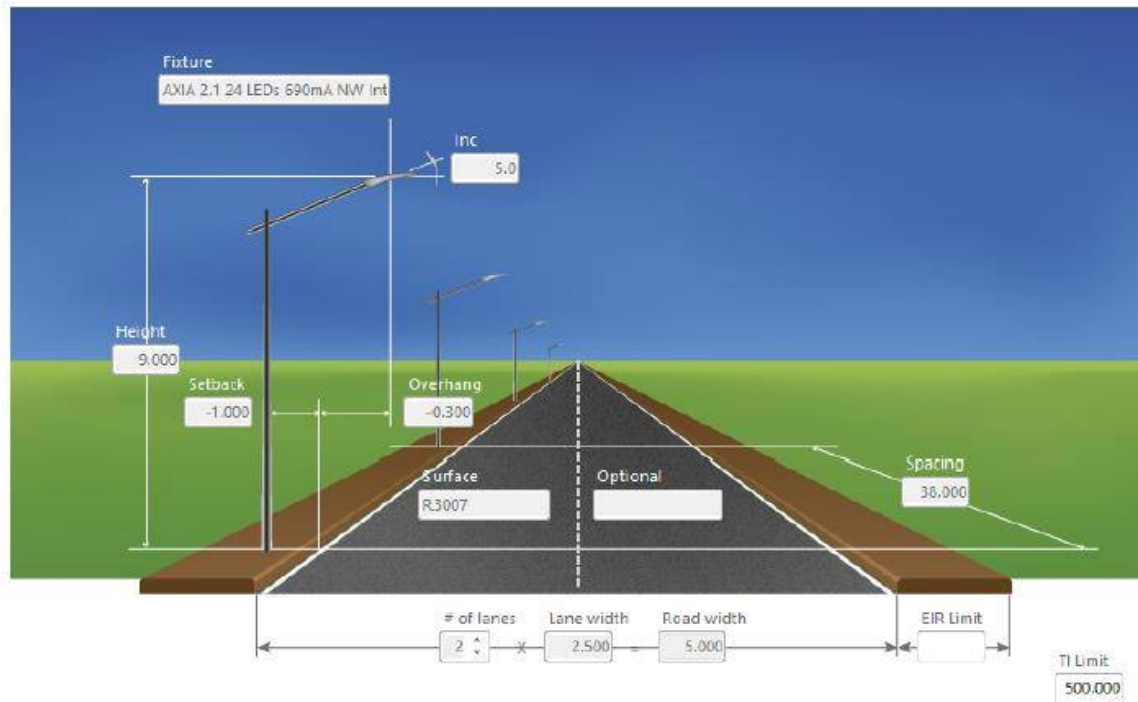 Fixture
AXIA 2.1 24 LEDs 690mA NW Int
Inc
5.0
Height
9.000
Setback
-1.000
Overhang
-0.300
Surface
R3007
Optional
Spacing
38.000
# of lanes
Lane width
Road width
EIR Limit
2 x 2.500 = 5.000
TI Limit
500.000